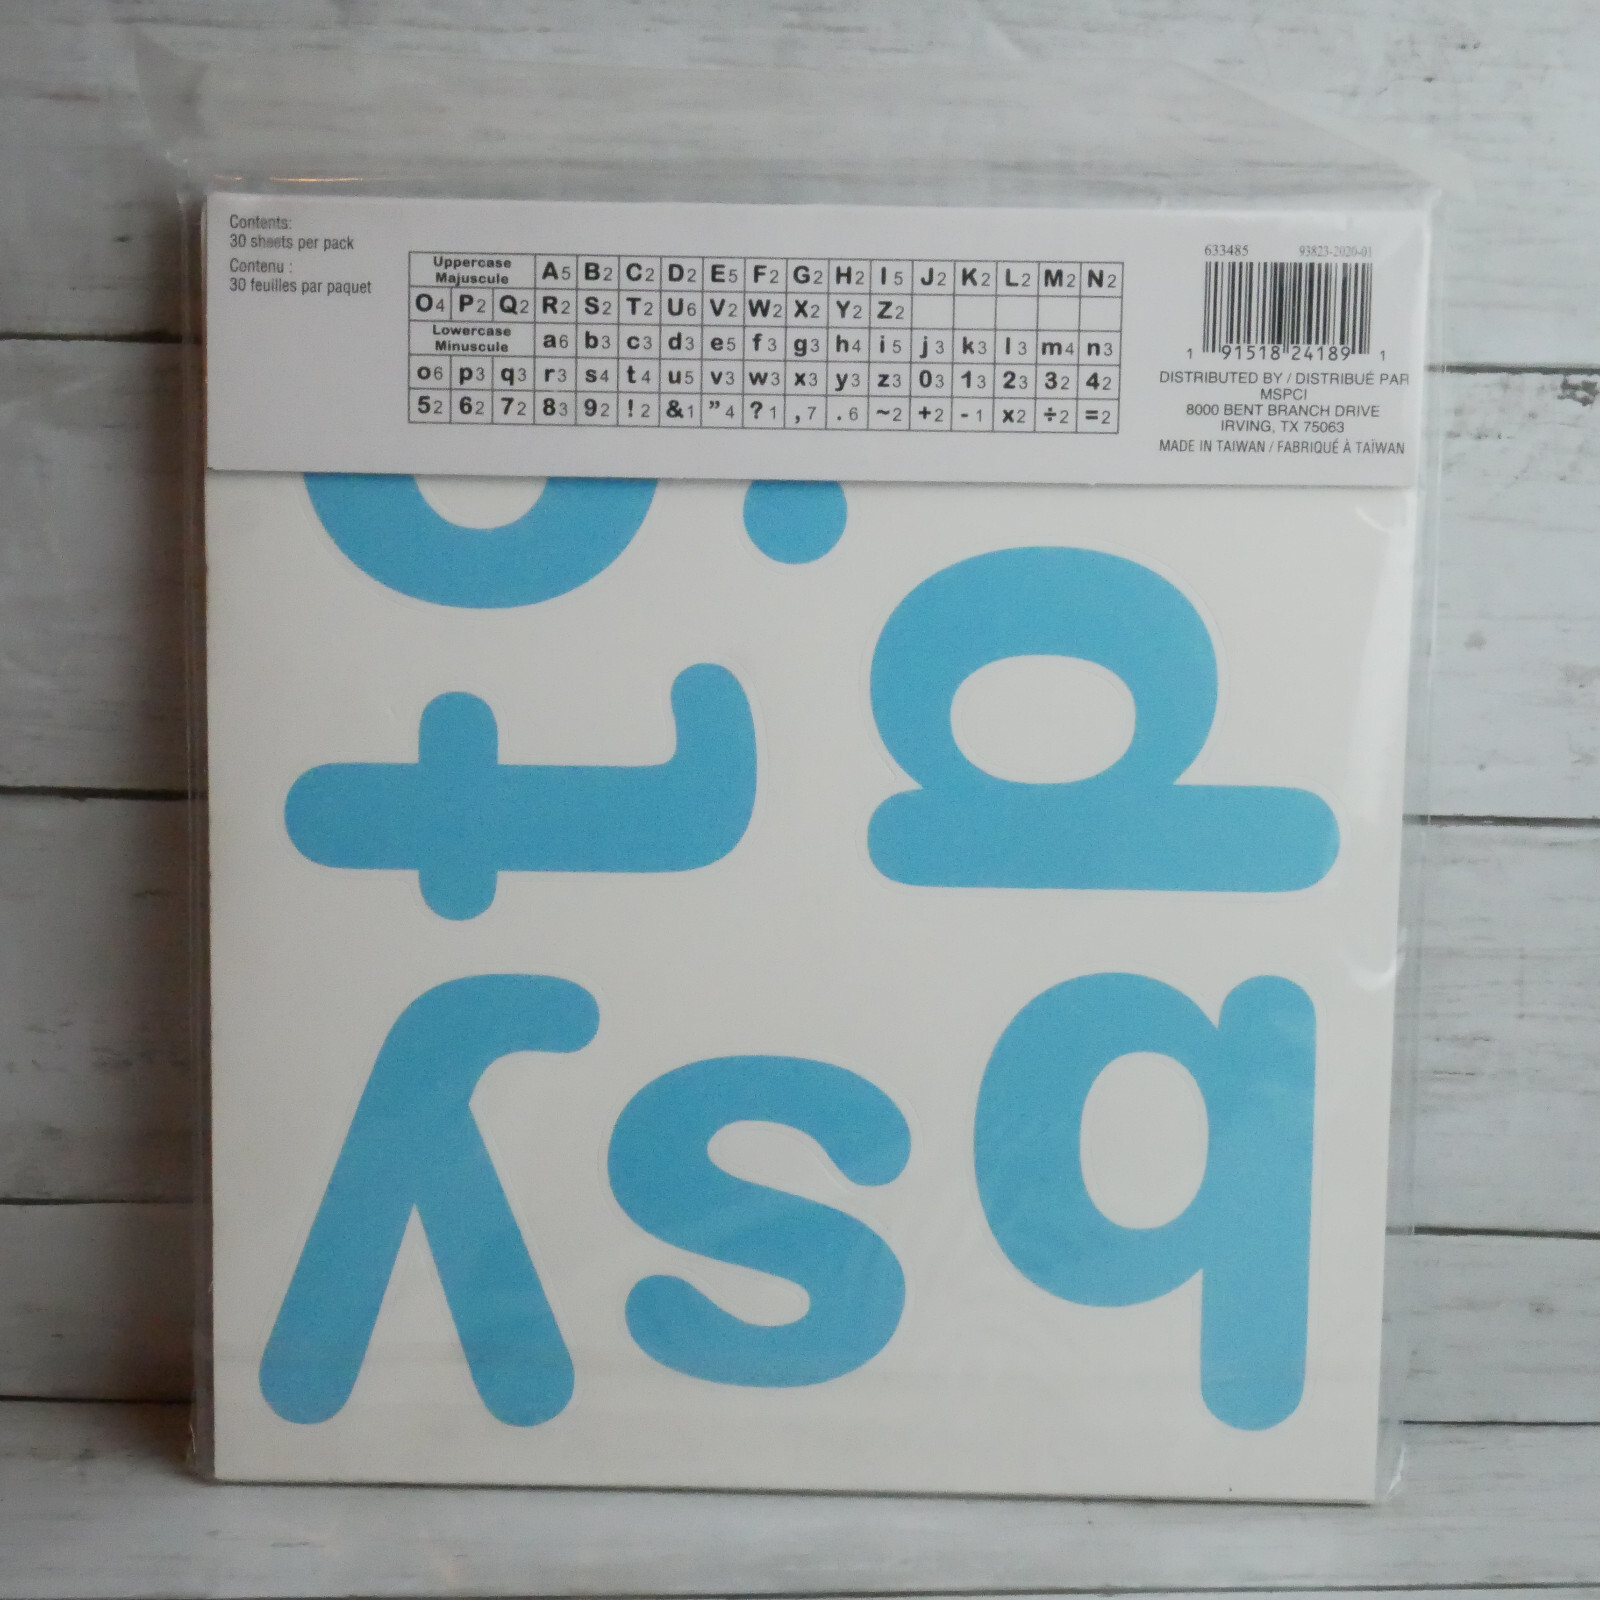 Contents:
30 sheets per pack
Contenu :
30 feuilles par paquet
Uppercase Majuscule A5 B2 C2 D2 E5 F2 G2 H2 I5 J2 K2 L2 M2 N2
O4 P2 Q2 R2 S2 T2 U6 V2 W2 X2 Y2 Z2
Lowercase Minuscule a6 b3 c3 d3 e5 f3 g3 h4 i5 j3 k3 l3 m4 n3
o6 p3 q3 r3 s4 t4 u5 v3 w3 x3 y3 z3 03 13 23 32 42
52 62 72 83 92 !2 &1 ”4 ?1 ,7 .6 ~2 +2 -1 x2 ÷2 =2
633485 93823-2020-01
1 91518 24189 1
DISTRIBUTED BY / DISTRIBUÉ PAR
MSPCI
8000 BENT BRANCH DRIVE
IRVING, TX 75063
MADE IN TAIWAN / FABRIQUÉ À TAÏWAN
t q
y s b